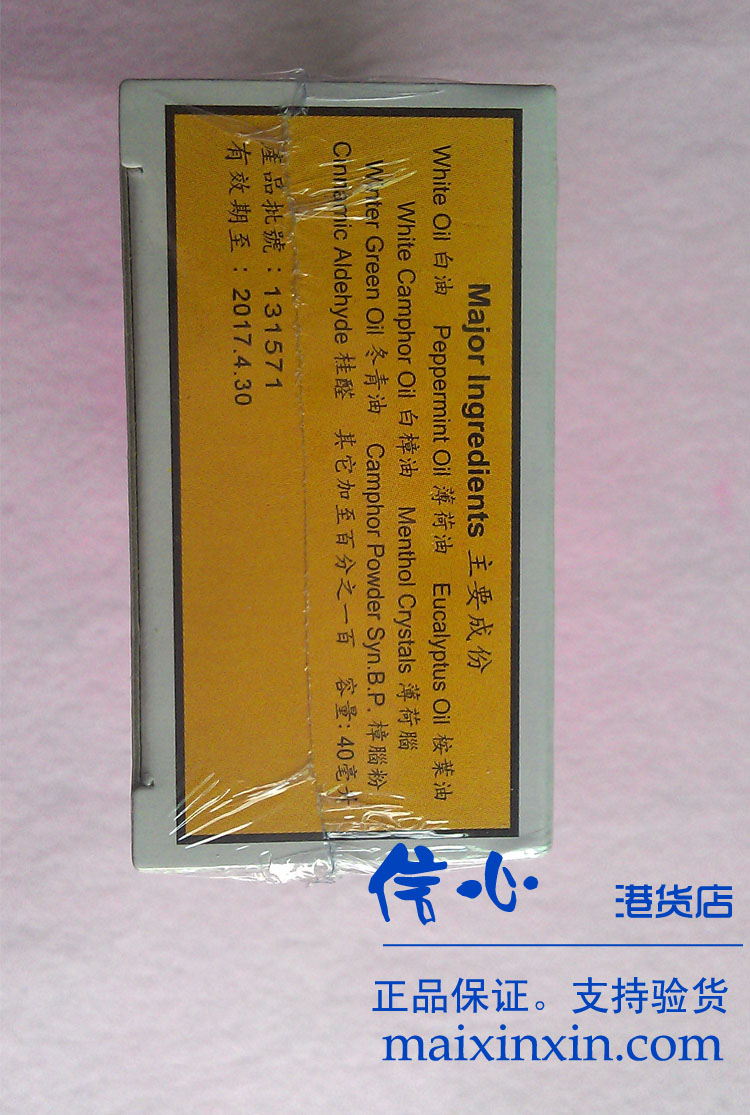 Major Ingredients 主要成份
White Oil 白油 Peppermint Oil 薄荷油 Eucalyptus Oil 桉葉油
White Camphor Oil 白樟油 Menthol Crystals 薄荷腦
Winter Green Oil 冬青油 Camphor Powder Syn.B.P. 樟腦粉
Cinnamic Aldehyde 桂醛 其它加至百分之一百 容量:40毫升
產品批號:131571
有效期至:2017.4.30
信心 港货店
正品保证。支持验货
maixinxin.com